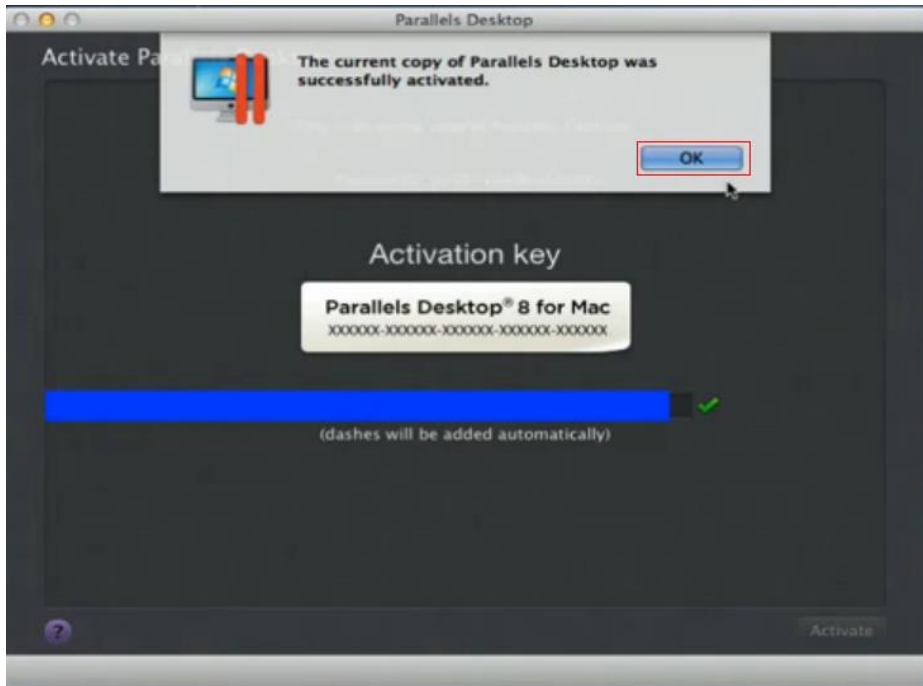 Parallels Desktop
Activate Pa
The current copy of Parallels Desktop was
successfully activated.
OK
Activation key
Parallels Desktop® 8 for Mac
XXXXXX-XXXXXX-XXXXXX-XXXXXX-XXXXXX
(dashes will be added automatically)
?
Activate